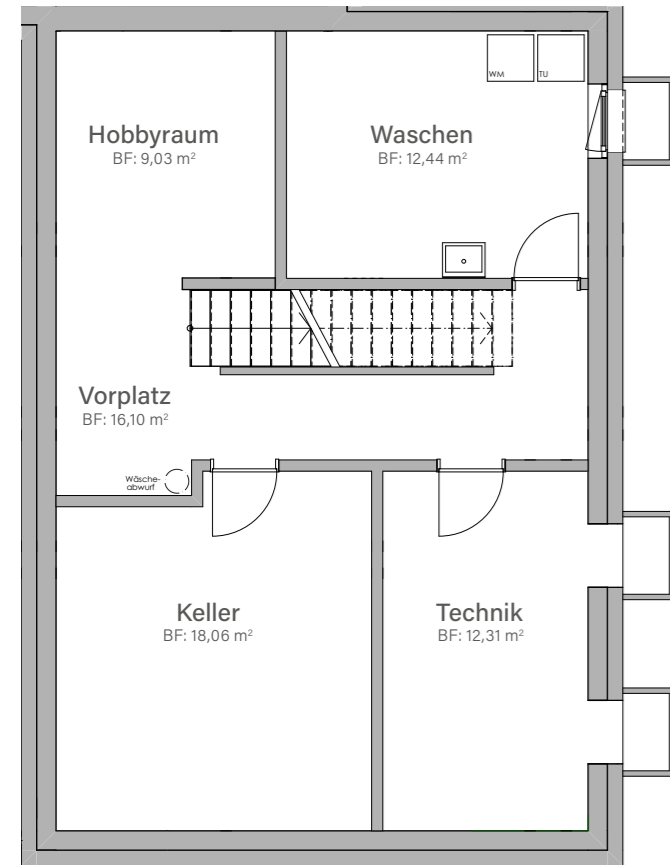 WM
TU
Hobbyraum
BF: 9,03 m²
Waschen
BF: 12,44 m²
Vorplatz
BF: 16,10 m²
Wäsche-
abwurf
Keller
BF: 18,06 m²
Technik
BF: 12,31 m²